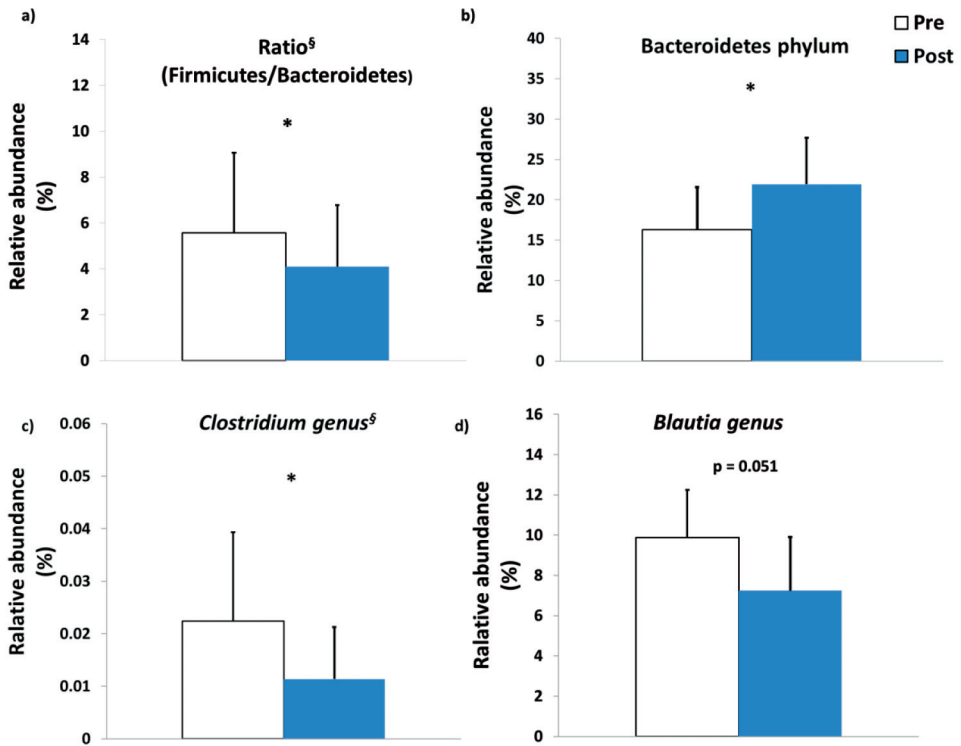 a)
Ratio§
(Firmicutes/Bacteroidetes)
*
Relative abundance
(%)
14
12
10
8
6
4
2
0
b)
Bacteroidetes phylum
*
Relative abundance
(%)
40
35
30
25
20
15
10
5
0
Pre
Post
c)
Clostridium genus§
*
Ralative abundance
(%)
0.06
0.05
0.04
0.03
0.02
0.01
0
d)
Blautia genus
p = 0.051
Ralative abundance
(%)
16
14
12
10
8
6
4
2
0